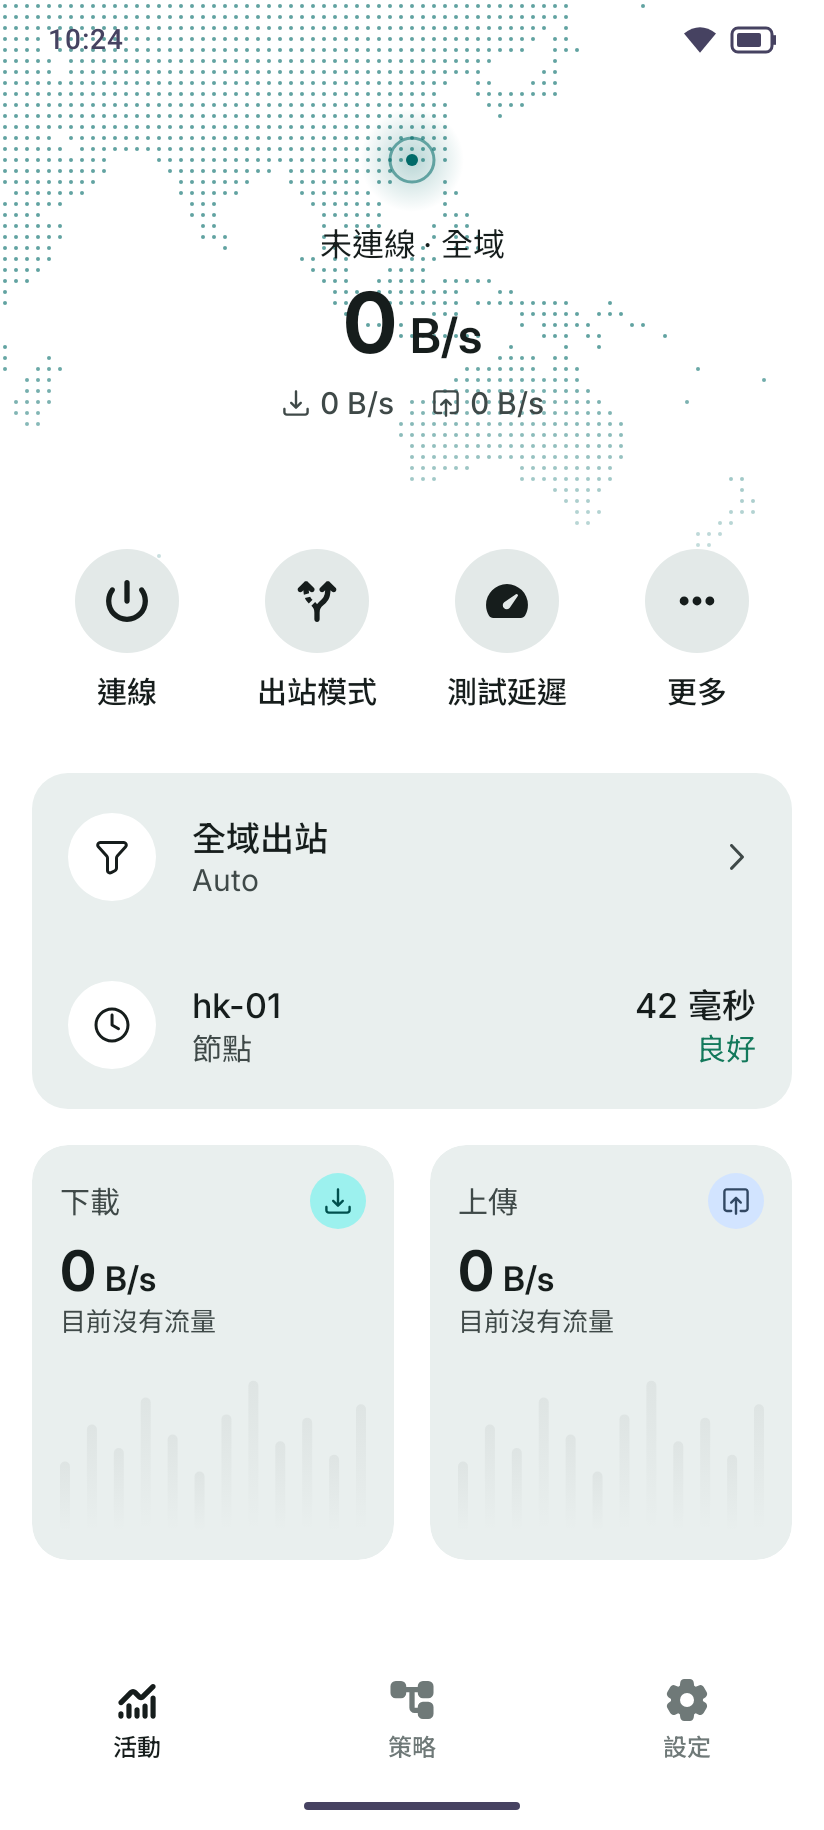 10:24
未連線 · 全域
0 B/s
0 B/s 0 B/s
連線 出站模式 測試延遲 更多
全域出站
Auto
hk-01 42 毫秒
節點 良好
下載 上傳
0 B/s 0 B/s
目前沒有流量 目前沒有流量
活動 策略 設定